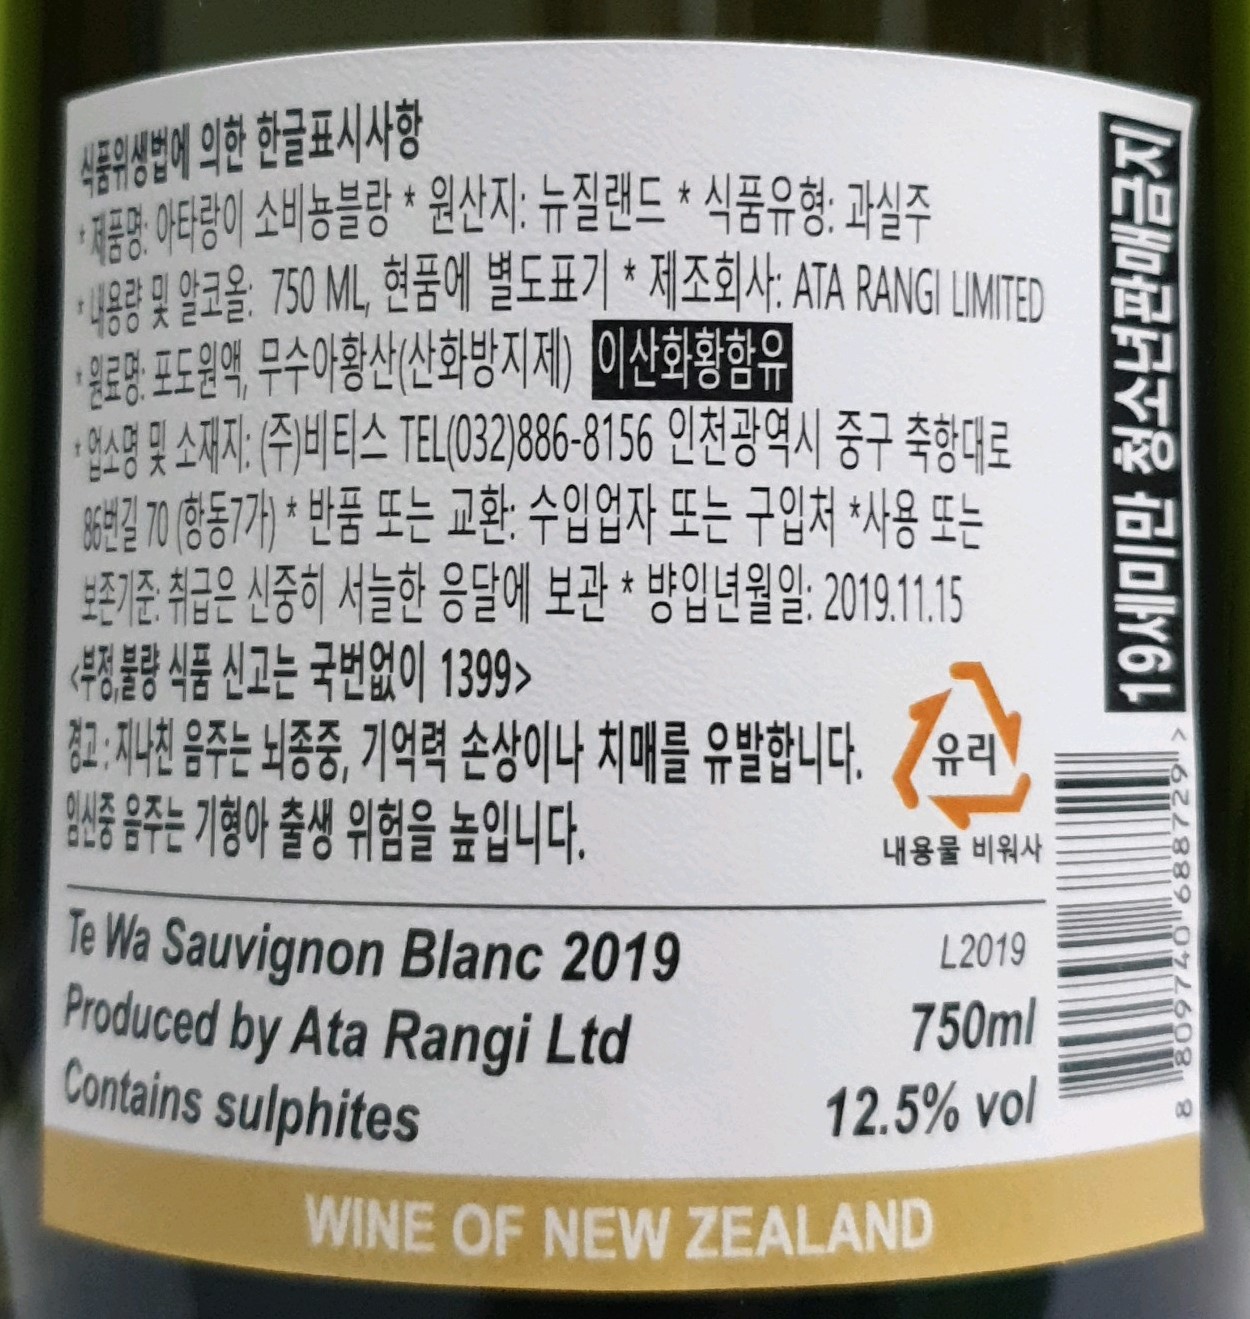 식품위생법에 의한 한글표시사항
* 제품명: 아타랑이 소비뇽블랑 * 원산지: 뉴질랜드 * 식품유형: 과실주
* 내용량 및 알코올: 750 ML, 현품에 별도표기 * 제조회사: ATA RANGI LIMITED
* 원료명: 포도원액, 무수아황산(산화방지제) 이산화황함유
* 업소명 및 소재지: (주)비티스 TEL(032)886-8156 인천광역시 중구 축항대로
86번길 70 (항동7가) * 반품 또는 교환: 수입업자 또는 구입처 *사용 또는
보존기준: 취급은 신중히 서늘한 응달에 보관 * 뱡입년월일: 2019.11.15
<부정,불량 식품 신고는 국번없이 1399>
경고 : 지나친 음주는 뇌종중, 기억력 손상이나 치매를 유발합니다.
임신중 음주는 기형아 출생 위험을 높입니다.
유리
내용물 비워사
19세미만 청소년판매금지
Te Wa Sauvignon Blanc 2019 L2019
Produced by Ata Rangi Ltd 750ml
Contains sulphites 12.5% vol
8 809740 688729 >
WINE OF NEW ZEALAND